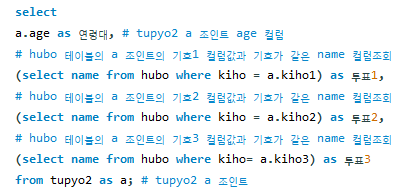 select
a.age as 연령대, # tupyo2 a 조인트 age 컬럼
# hubo 테이블의 a 조인트의 기호1 컬럼값과 기호가 같은 name 컬럼조회
(select name from hubo where kiho = a.kiho1) as 투표1,
# hubo 테이블의 a 조인트의 기호2 컬럼값과 기호가 같은 name 컬럼조회
(select name from hubo where kiho = a.kiho2) as 투표2,
# hubo 테이블의 a 조인트의 기호3 컬럼값과 기호가 같은 name 컬럼조회
(select name from hubo where kiho= a.kiho3) as 투표3
from tupyo2 as a; # tupyo2 a 조인트